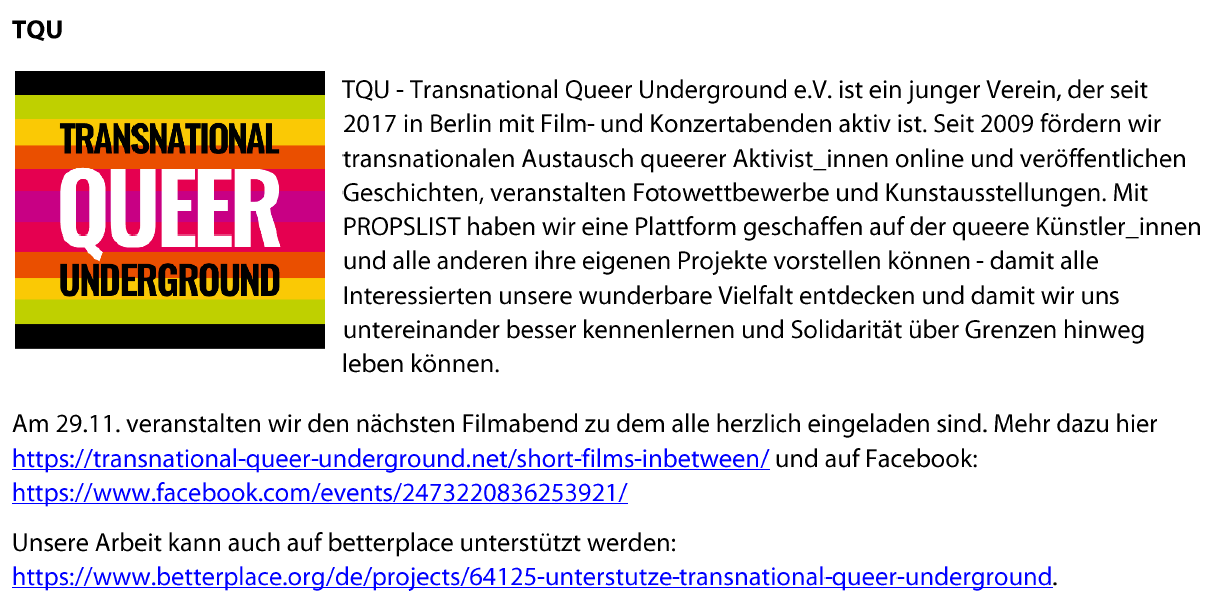 TQU
TRANSNATIONAL
QUEER
UNDERGROUND
TQU - Transnational Queer Underground e.V. ist ein junger Verein, der seit
2017 in Berlin mit Film- und Konzertabenden aktiv ist. Seit 2009 fördern wir
transnationalen Austausch queerer Aktivist_innen online und veröffentlichen
Geschichten, veranstalten Fotowettbewerbe und Kunstausstellungen. Mit
PROPSLIST haben wir eine Plattform geschaffen auf der queere Künstler_innen
und alle anderen ihre eigenen Projekte vorstellen können - damit alle
Interessierten unsere wunderbare Vielfalt entdecken und damit wir uns
untereinander besser kennenlernen und Solidarität über Grenzen hinweg
leben können.
Am 29.11. veranstalten wir den nächsten Filmabend zu dem alle herzlich eingeladen sind. Mehr dazu hier
https://transnational-queer-underground.net/short-films-inbetween/ und auf Facebook:
https://www.facebook.com/events/2473220836253921/
Unsere Arbeit kann auch auf betterplace unterstützt werden:
https://www.betterplace.org/de/projects/64125-unterstutze-transnational-queer-underground.